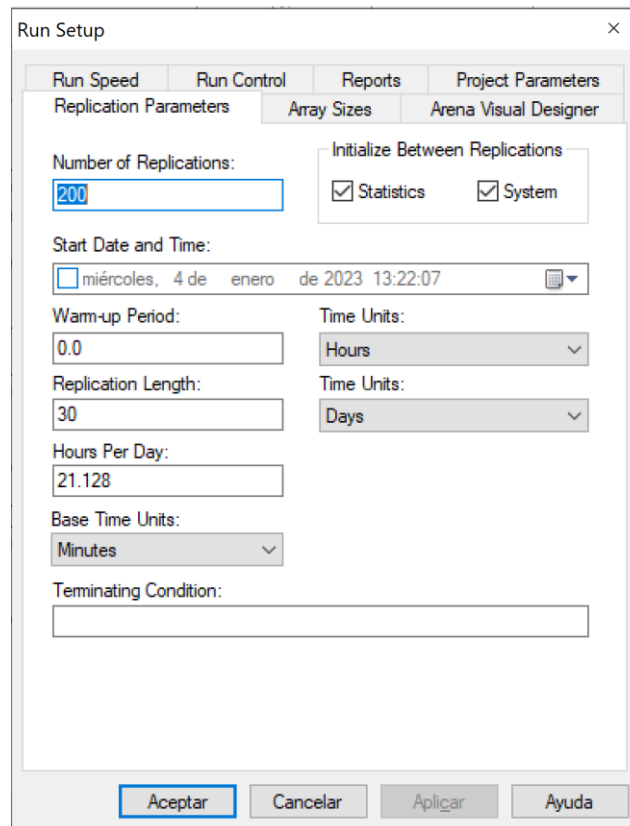 Run Setup
Run Speed Run Control Reports Project Parameters
Replication Parameters Array Sizes Arena Visual Designer
Number of Replications:
200
Initialize Between Replications
Statistics System
Start Date and Time:
miércoles, 4 de enero de 2023 13:22:07
Warm-up Period: Time Units:
0.0 Hours
Replication Length: Time Units:
30 Days
Hours Per Day:
21.128
Base Time Units:
Minutes
Terminating Condition:
Aceptar Cancelar Aplicar Ayuda